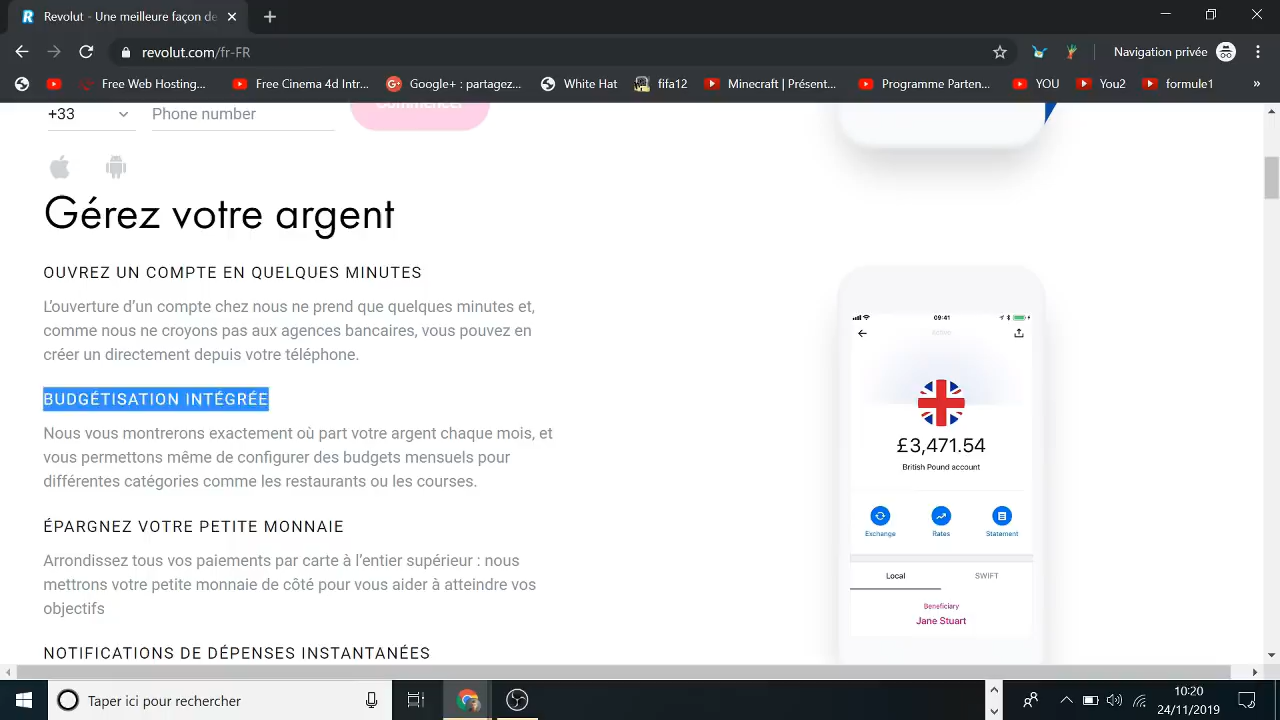 Revolut - Une meilleure façon de
revolut.com/fr-FR
Navigation privée
Free Web Hosting...
Free Cinema 4d Intr...
Google+ : partagez...
White Hat
fifa12
Minecraft | Présent...
Programme Parten...
YOU
You2
formule1
»
+33
Phone number
Commencer
Gérez votre argent
OUVREZ UN COMPTE EN QUELQUES MINUTES
L’ouverture d’un compte chez nous ne prend que quelques minutes et,
comme nous ne croyons pas aux agences bancaires, vous pouvez en
créer un directement depuis votre téléphone.
BUDGÉTISATION INTÉGRÉE
Nous vous montrerons exactement où part votre argent chaque mois, et
vous permettons même de configurer des budgets mensuels pour
différentes catégories comme les restaurants ou les courses.
ÉPARGNEZ VOTRE PETITE MONNAIE
Arrondissez tous vos paiements par carte à l’entier supérieur : nous
mettrons votre petite monnaie de côté pour vous aider à atteindre vos
objectifs
NOTIFICATIONS DE DÉPENSES INSTANTANÉES
09:41
£3,471.54
British Pound account
Exchange
Rates
Statement
Local
SWIFT
Beneficiary
Jane Stuart
Taper ici pour rechercher
10:20
24/11/2019